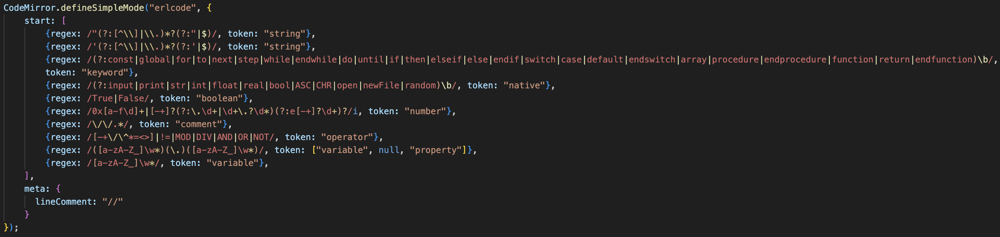 CodeMirror.defineSimpleMode("erlcode", {
    start: [
        {regex: /"(?:[^\\]|\\.)*?(?:"|$)/, token: "string"},
        {regex: /'(?:[^\\]|\\.)*?(?:'|$)/, token: "string"},
        {regex: /(?:const|global|for|to|next|step|while|endwhile|do|until|if|then|elseif|else|endif|switch|case|default|endswitch|array|procedure|endprocedure|function|return|endfunction)\b/,
        token: "keyword"},
        {regex: /(?:input|print|str|int|float|real|bool|ASC|CHR|open|newFile|random)\b/, token: "native"},
        {regex: /True|False/, token: "boolean"},
        {regex: /0x[a-f\d]+|[-+]?(?:\.\d+|\d+\.?\d*)(?:e[-+]?\d+)?/i, token: "number"},
        {regex: /\/\/.*/, token: "comment"},
        {regex: /[-+\/\^*=<>]|!=|MOD|DIV|AND|OR|NOT/, token: "operator"},
        {regex: /([a-zA-Z_]\w*)(\.)([a-zA-Z_]\w*)/, token: ["variable", null, "property"]},
        {regex: /[a-zA-Z_]\w*/, token: "variable"},
    ],
    meta: {
      lineComment: "//"
    }
});